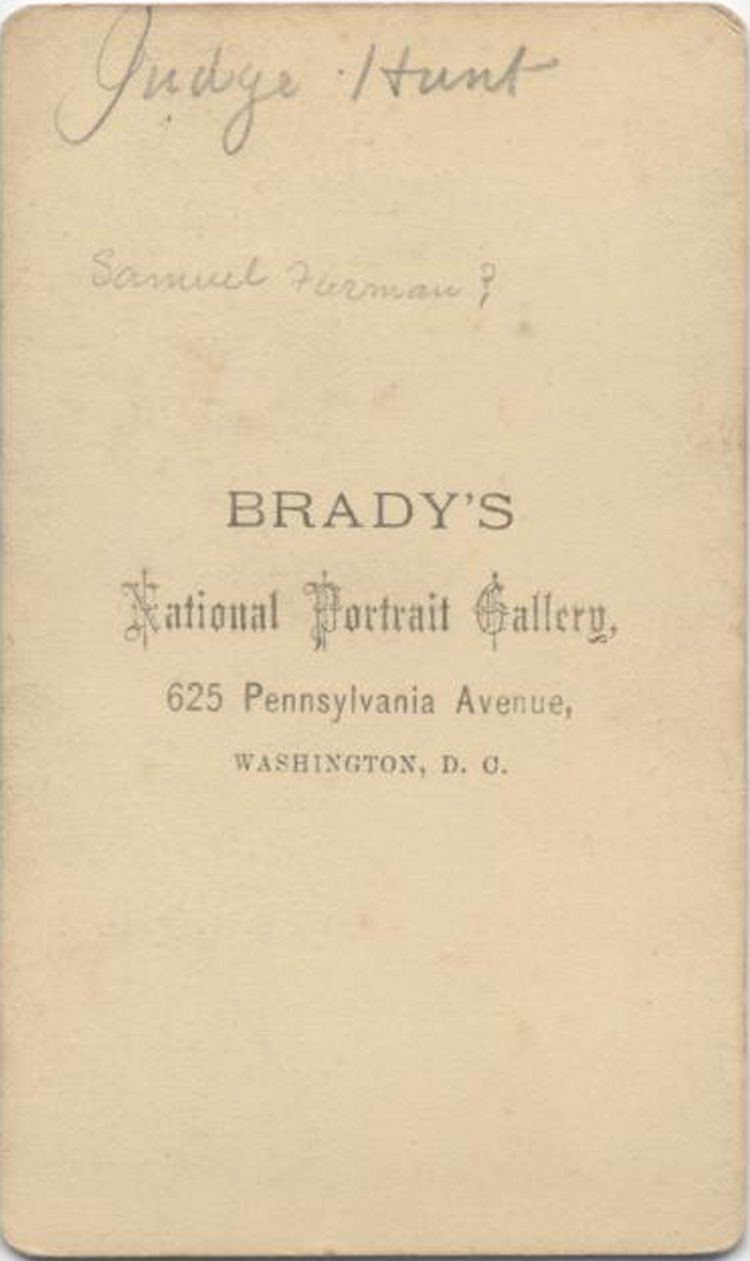 Judge Hunt
Samuel Furman?
BRADY'S
National Portrait Gallery,
625 Pennsylvania Avenue,
WASHINGTON, D. C.